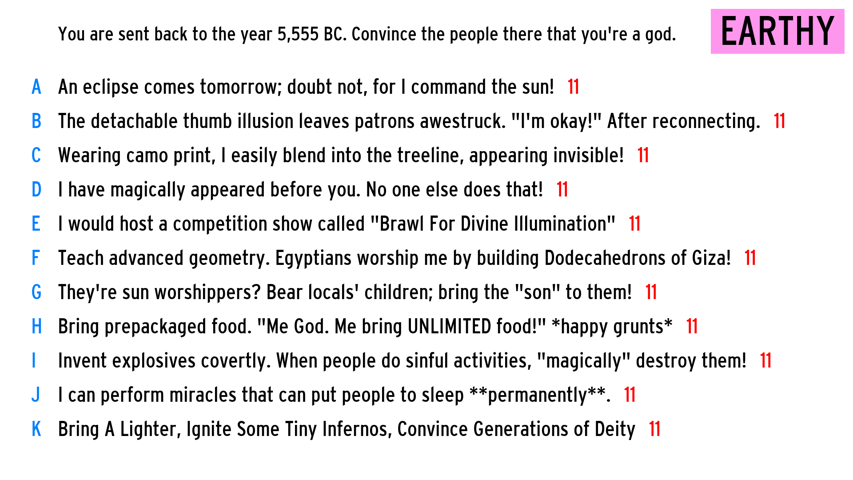 You are sent back to the year 5,555 BC. Convince the people there that you're a god.
EARTHY
A An eclipse comes tomorrow; doubt not, for I command the sun! 11
B The detachable thumb illusion leaves patrons awestruck. "I'm okay!" After reconnecting. 11
C Wearing camo print, I easily blend into the treeline, appearing invisible! 11
D I have magically appeared before you. No one else does that! 11
E I would host a competition show called "Brawl For Divine Illumination" 11
F Teach advanced geometry. Egyptians worship me by building Dodecahedrons of Giza! 11
G They're sun worshippers? Bear locals' children; bring the "son" to them! 11
H Bring prepackaged food. "Me God. Me bring UNLIMITED food!" *happy grunts* 11
I Invent explosives covertly. When people do sinful activities, "magically" destroy them! 11
J I can perform miracles that can put people to sleep **permanently**. 11
K Bring A Lighter, Ignite Some Tiny Infernos, Convince Generations of Deity 11